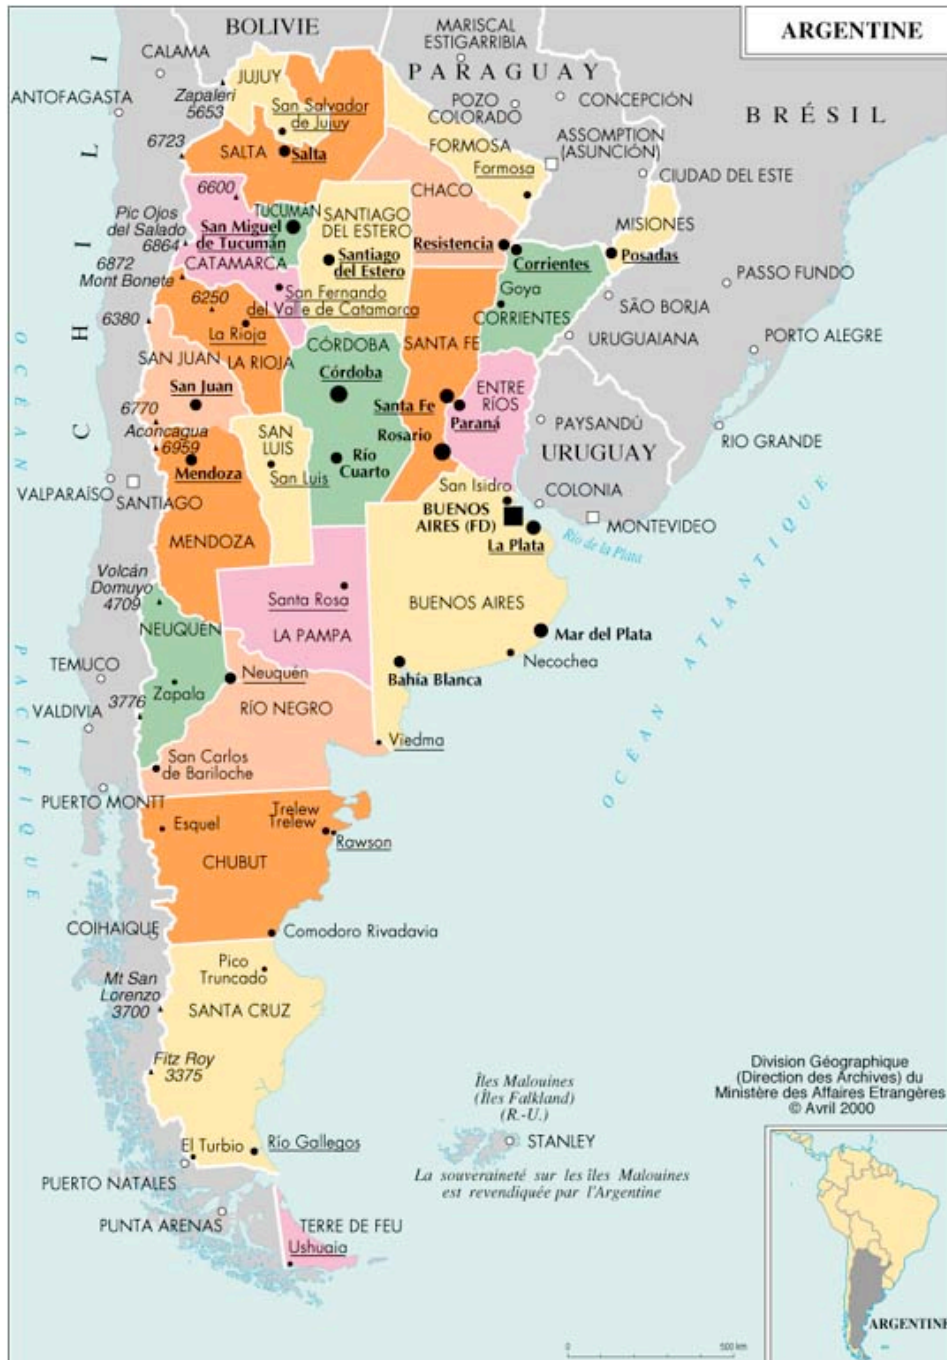 ARGENTINE
BOLIVIE
MARISCAL
ESTIGARRIBIA
PARAGUAY
BRÉSIL
CALAMA
ANTOFAGASTA
JUJUY
Zapaleri
5653
San Salvador
de Jujuy
POZO
COLORADO
CONCEPCIÓN
ASSOMPTION
(ASUNCIÓN)
FORMOSA
Formosa
CIUDAD DEL ESTE
6723
SALTA
Salta
CHACO
MISIONES
6600
TUCUMÁN
SANTIAGO
DEL ESTERO
Pic Ojos
del Salado
6864
San Miguel
de Tucumán
Resistencia
Corrientes
Posadas
CATAMARCA
Santiago
del Estero
6872
Mont Bonete
San Fernando
del Valle de Catamarca
Goya
CORRIENTES
PASSO FUNDO
SÃO BORJA
6250
6380
La Rioja
LA RIOJA
CÓRDOBA
SANTA FE
URUGUAIANA
PORTO ALEGRE
CHILI
SAN JUAN
San Juan
Córdoba
ENTRE
RÍOS
Santa Fe
Paraná
PAYSANDÚ
RIO GRANDE
6770
Aconcagua
6959
SAN
LUIS
Rosario
URUGUAY
Mendoza
San Luis
Río
Cuarto
VALPARAÍSO
SANTIAGO
San Isidro
COLONIA
BUENOS
AIRES (FD)
MONTEVIDEO
La Plata
Río de la Plata
MENDOZA
Volcán
Domuyo
4709
Santa Rosa
BUENOS AIRES
NEUQUEN
LA PAMPA
Mar del Plata
Necochea
TEMUCO
Neuquén
Bahía Blanca
Zapala
3776
RÍO NEGRO
VALDIVIA
Viedma
San Carlos
de Bariloche
PUERTO MONTT
OCÉAN PACIFIQUE
OCÉAN ATLANTIQUE
Esquel
Trelew
Trelew
Rawson
CHUBUT
COIHAIQUE
Comodoro Rivadavia
Pico
Truncado
Mt San
Lorenzo
3700
SANTA CRUZ
Fitz Roy
3375
Îles Malouines
(Îles Falkland)
(R.-U.)
STANLEY
La souveraineté sur les îles Malouines
est revendiquée par l'Argentine
Division Géographique
(Direction des Archives) du
Ministère des Affaires Etrangères
© Avril 2000
El Turbio
Río Gallegos
PUERTO NATALES
PUNTA ARENAS
TERRE DE FEU
Ushuaia
ARGENTINE
0
500 km